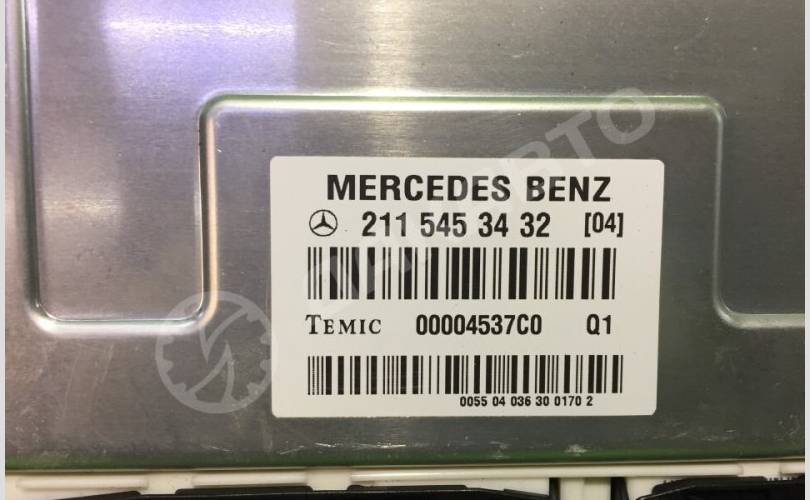 MERCEDES BENZ
211 545 34 32 [04]
TEMIC 00004537C0 Q1
0055 04 036 30 0170 2